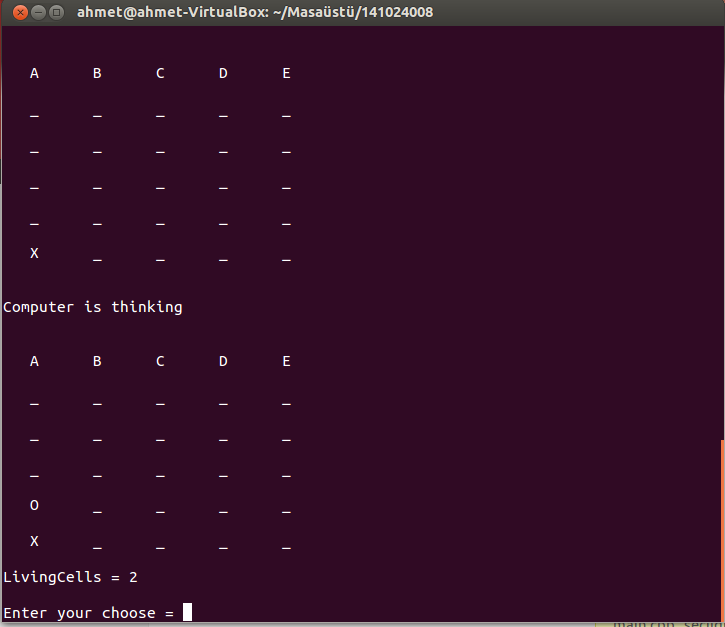 ahmet@ahmet-VirtualBox: ~/Masaüstü/141024008
A B C D E
_ _ _ _ _
_ _ _ _ _
_ _ _ _ _
_ _ _ _ _
X _ _ _ _
Computer is thinking
A B C D E
_ _ _ _ _
_ _ _ _ _
_ _ _ _ _
O _ _ _ _
X _ _ _ _
LivingCells = 2
Enter your choose =